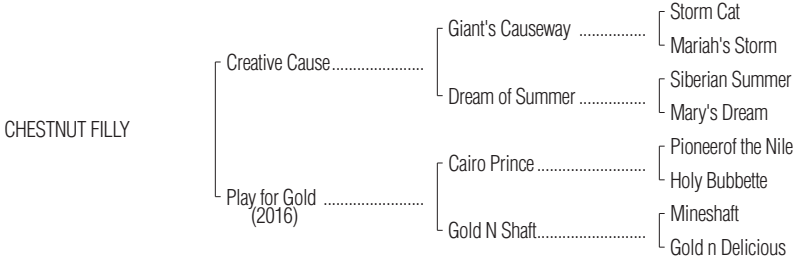 Storm Cat
Giant's Causeway ................
Mariah's Storm
Creative Cause......................
Siberian Summer
Dream of Summer ................
Mary's Dream
CHESTNUT FILLY
Pioneerof the Nile
Cairo Prince ..........................
Holy Bubbette
Play for Gold ........................
(2016)
Mineshaft
Gold N Shaft..........................
Gold n Delicious